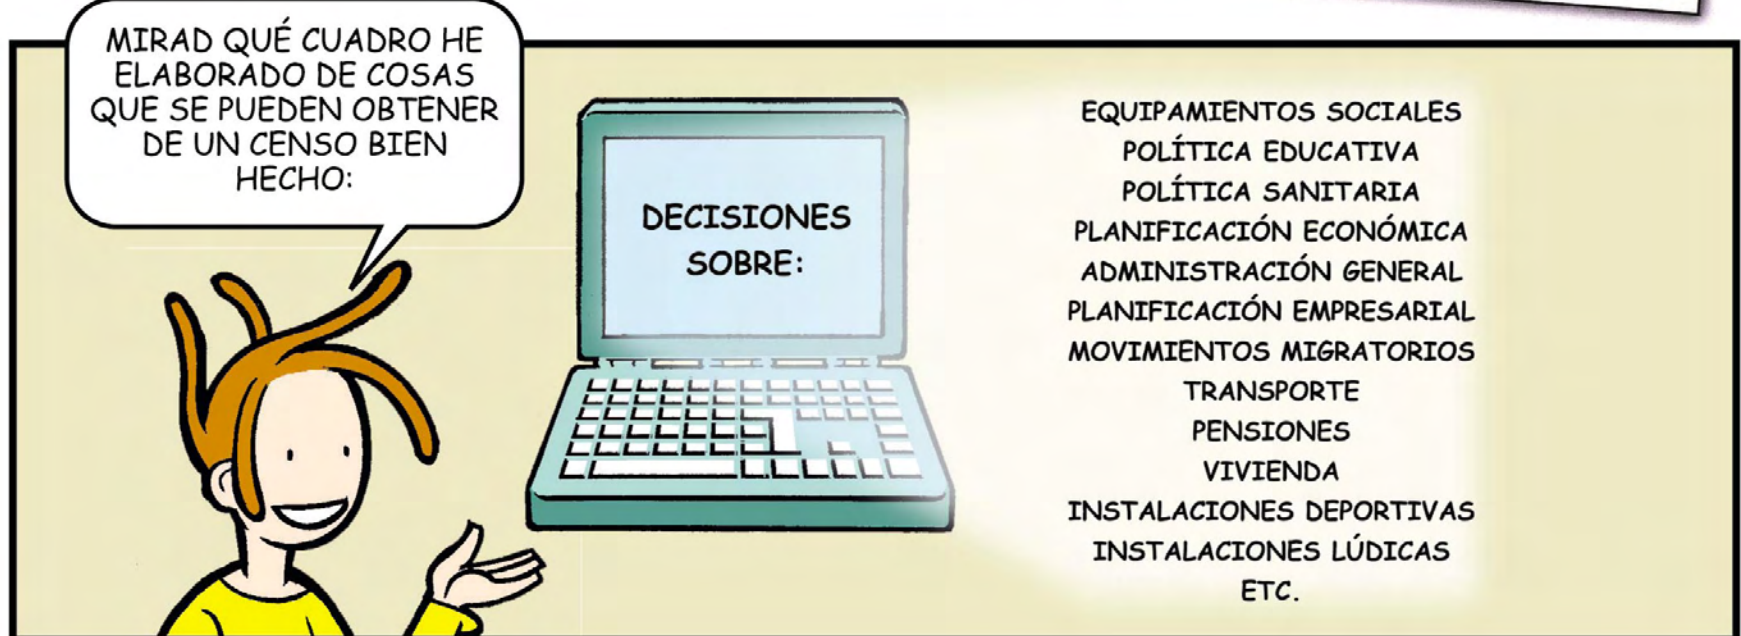 MIRAD QUÉ CUADRO HE
ELABORADO DE COSAS
QUE SE PUEDEN OBTENER
DE UN CENSO BIEN
HECHO:
DECISIONES
SOBRE:
EQUIPAMIENTOS SOCIALES
POLÍTICA EDUCATIVA
POLÍTICA SANITARIA
PLANIFICACIÓN ECONÓMICA
ADMINISTRACIÓN GENERAL
PLANIFICACIÓN EMPRESARIAL
MOVIMIENTOS MIGRATORIOS
TRANSPORTE
PENSIONES
VIVIENDA
INSTALACIONES DEPORTIVAS
INSTALACIONES LÚDICAS
ETC.